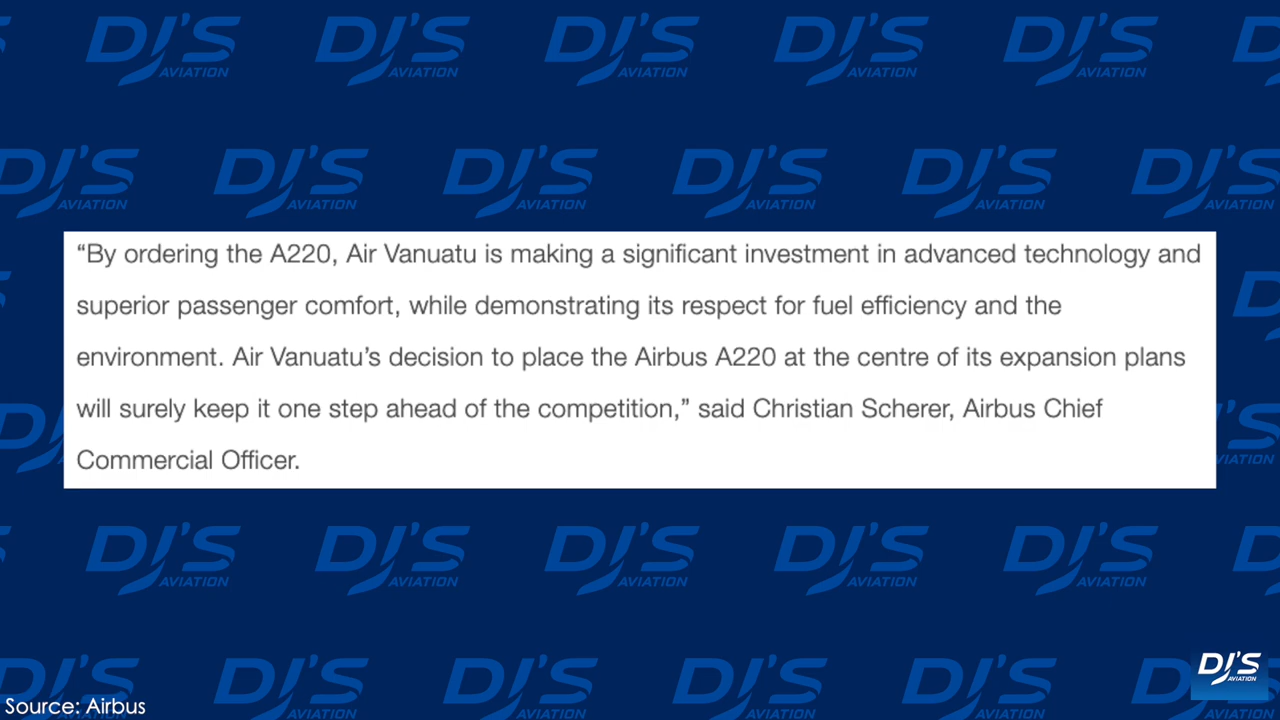 DJ'S AVIATION
“By ordering the A220, Air Vanuatu is making a significant investment in advanced technology and
superior passenger comfort, while demonstrating its respect for fuel efficiency and the
environment. Air Vanuatu’s decision to place the Airbus A220 at the centre of its expansion plans
will surely keep it one step ahead of the competition,” said Christian Scherer, Airbus Chief
Commercial Officer.
DJ'S
AVIATION
Source: Airbus